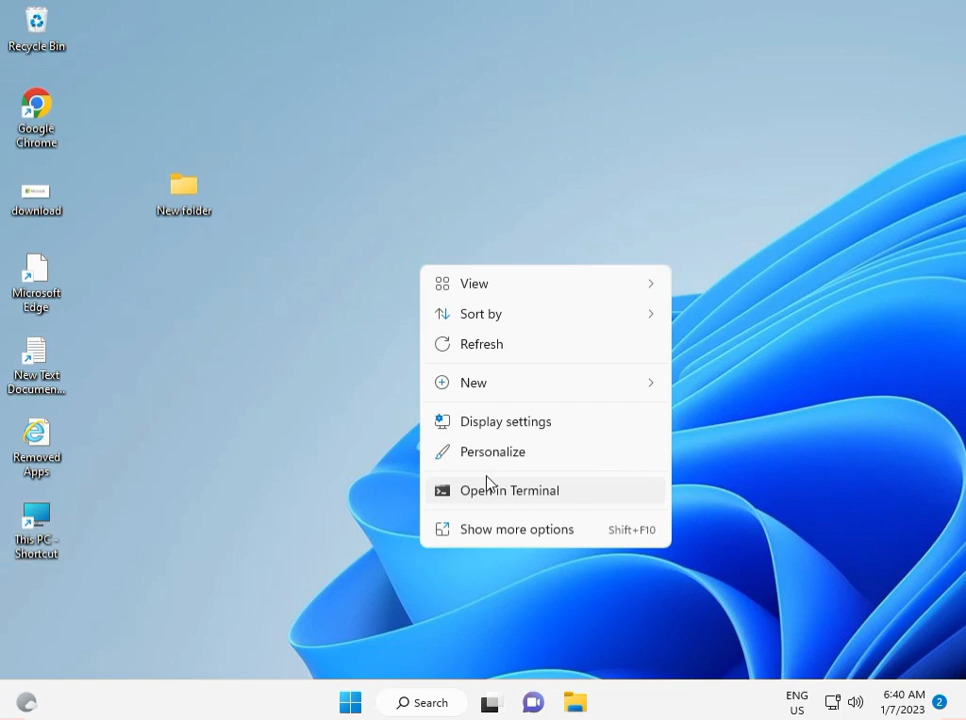 Recycle Bin
Google
Chrome
download
New folder
Microsoft
Edge
New Text
Documen...
Removed
Apps
This PC -
Shortcut
View
Sort by
Refresh
New
Display settings
Personalize
Open in Terminal
Show more options Shift+F10
Search
ENG
US
6:40 AM
1/7/2023
2